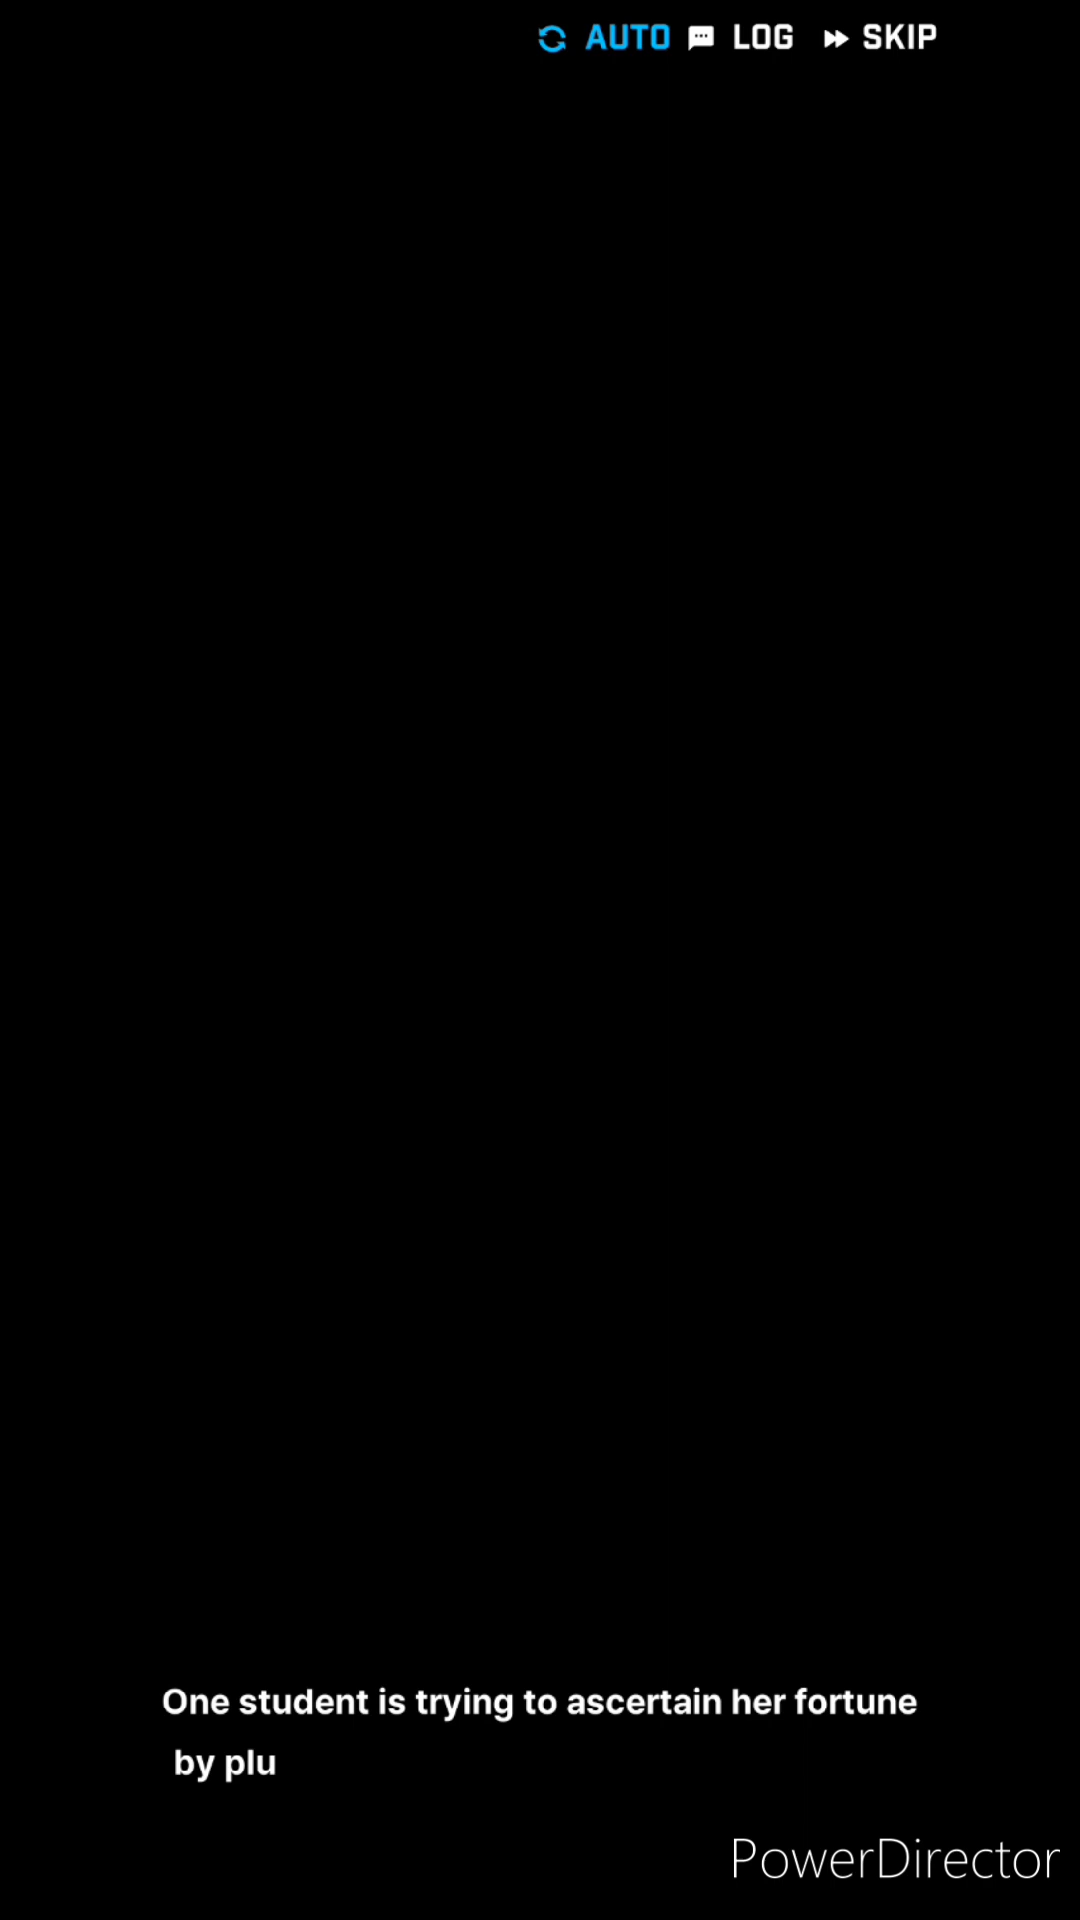 AUTO LOG SKIP
One student is trying to ascertain her fortune
by plu
PowerDirector